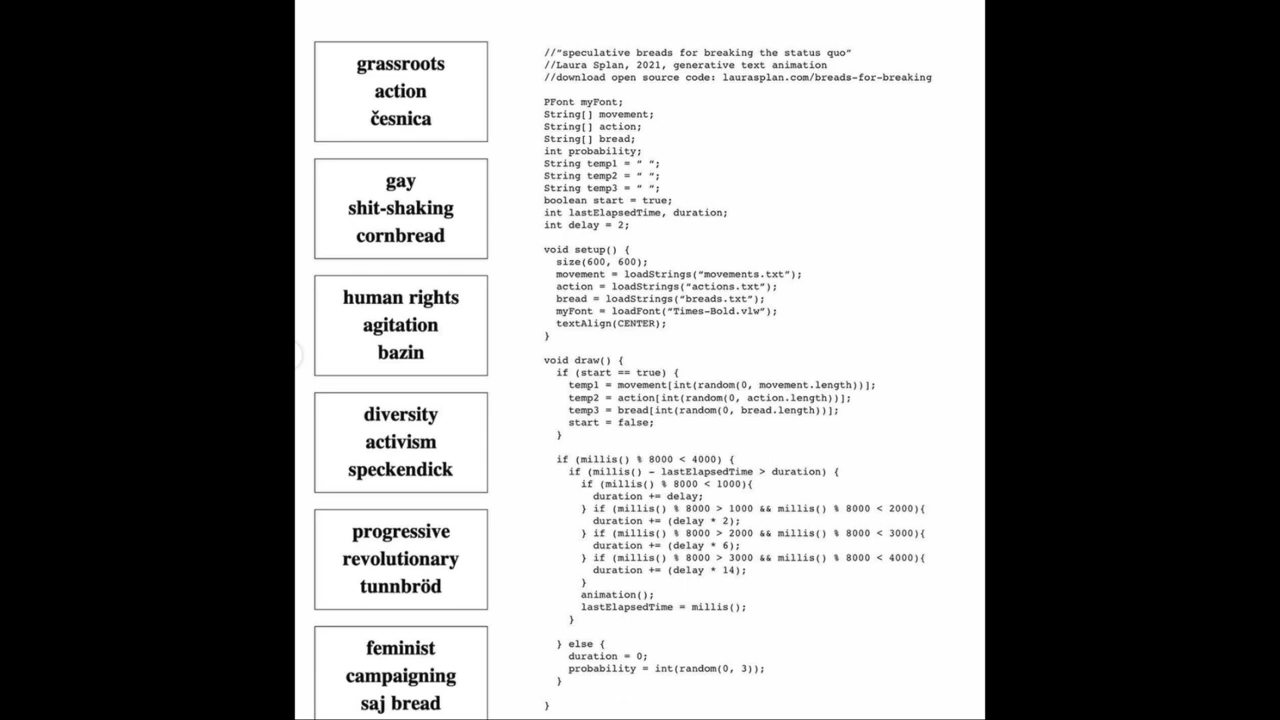 grassroots
action
česnica
gay
shit-shaking
cornbread
human rights
agitation
bazin
diversity
activism
speckendick
progressive
revolutionary
tunnbröd
feminist
campaigning
saj bread
//“speculative breads for breaking the status quo”
//Laura Splan, 2021, generative text animation
//download open source code: laurasplan.com/breads-for-breaking
PFont myFont;
String[] movement;
String[] action;
String[] bread;
int probability;
String temp1 = “ “;
String temp2 = “ “;
String temp3 = “ “;
boolean start = true;
int lastElapsedTime, duration;
int delay = 2;
void setup() {
size(600, 600);
movement = loadStrings(“movements.txt”);
action = loadStrings(“actions.txt”);
bread = loadStrings(“breads.txt”);
myFont = loadFont(“Times-Bold.vlw”);
textAlign(CENTER);
}
void draw() {
if (start == true) {
temp1 = movement[int(random(0, movement.length))];
temp2 = action[int(random(0, action.length))];
temp3 = bread[int(random(0, bread.length))];
start = false;
}
if (millis() % 8000 < 4000) {
if (millis() - lastElapsedTime > duration) {
if (millis() % 8000 < 1000){
duration += delay;
} if (millis() % 8000 > 1000 && millis() % 8000 < 2000){
duration += (delay * 2);
} if (millis() % 8000 > 2000 && millis() % 8000 < 3000){
duration += (delay * 6);
} if (millis() % 8000 > 3000 && millis() % 8000 < 4000){
duration += (delay * 14);
}
animation();
lastElapsedTime = millis();
}
} else {
duration = 0;
probability = int(random(0, 3));
}
}